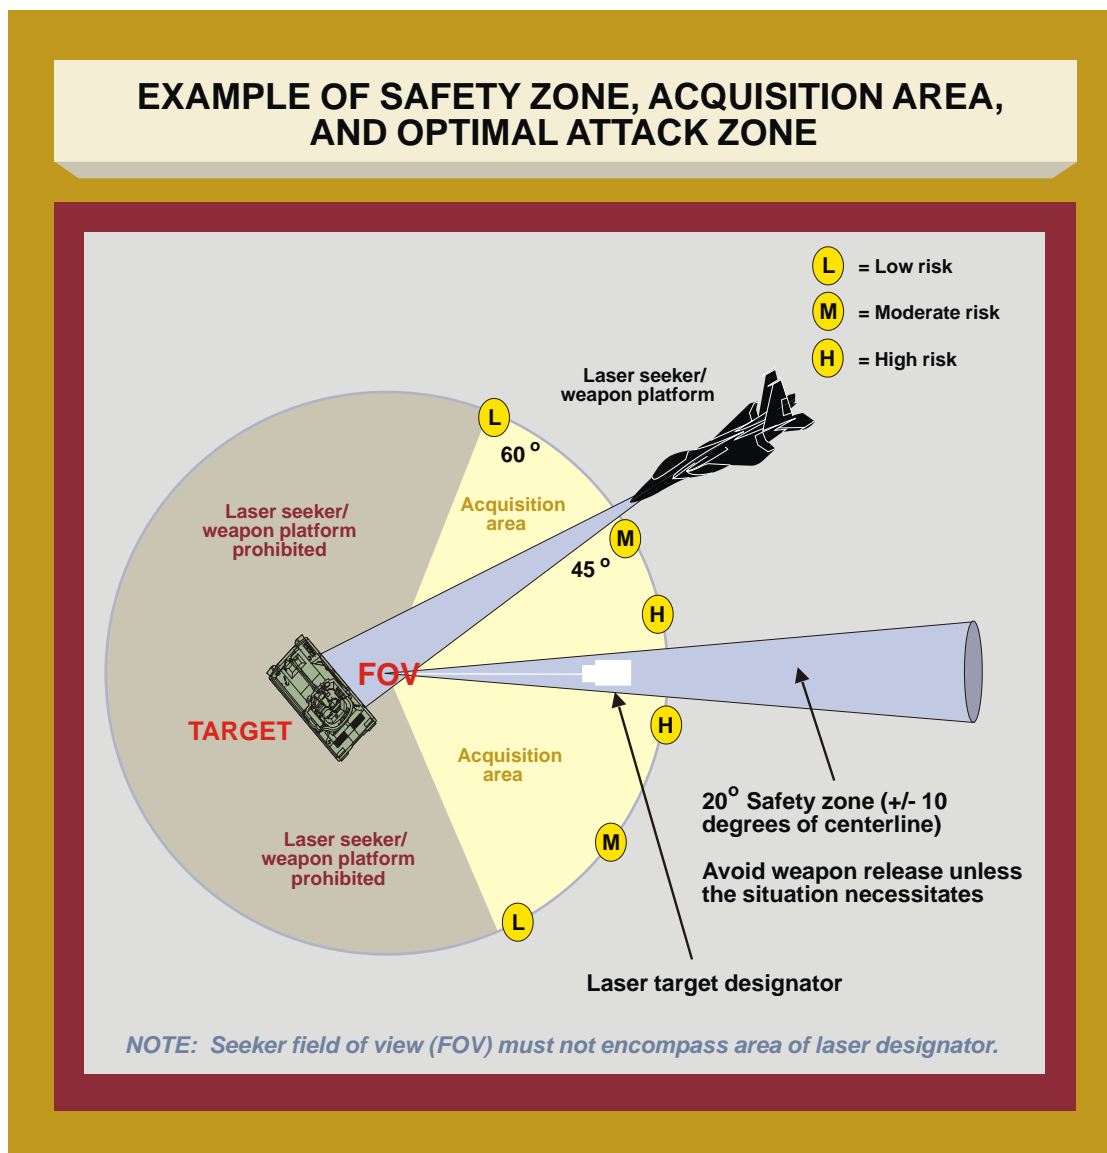 EXAMPLE OF SAFETY ZONE, ACQUISITION AREA,
AND OPTIMAL ATTACK ZONE
L = Low risk
M = Moderate risk
H = High risk
Laser seeker/
weapon platform
L
60 °
Acquisition
area
Laser seeker/
weapon platform
prohibited
M
45 °
H
FOV
TARGET
H
Acquisition
area
20° Safety zone (+/- 10
degrees of centerline)
Avoid weapon release unless
the situation necessitates
M
Laser seeker/
weapon platform
prohibited
L
Laser target designator
NOTE: Seeker field of view (FOV) must not encompass area of laser designator.